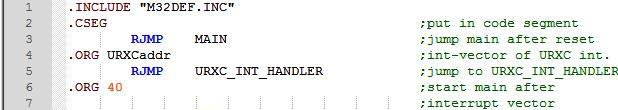 1 .INCLUDE "M32DEF.INC"
2 .CSEG ;put in code segment
3 RJMP MAIN ;jump main after reset
4 .ORG URXCaddr ;int-vector of URXC int.
5 RJMP URXC_INT_HANDLER ;jump to URXC_INT_HANDLER
6 .ORG 40 ;start main after
7 ;interrupt vector